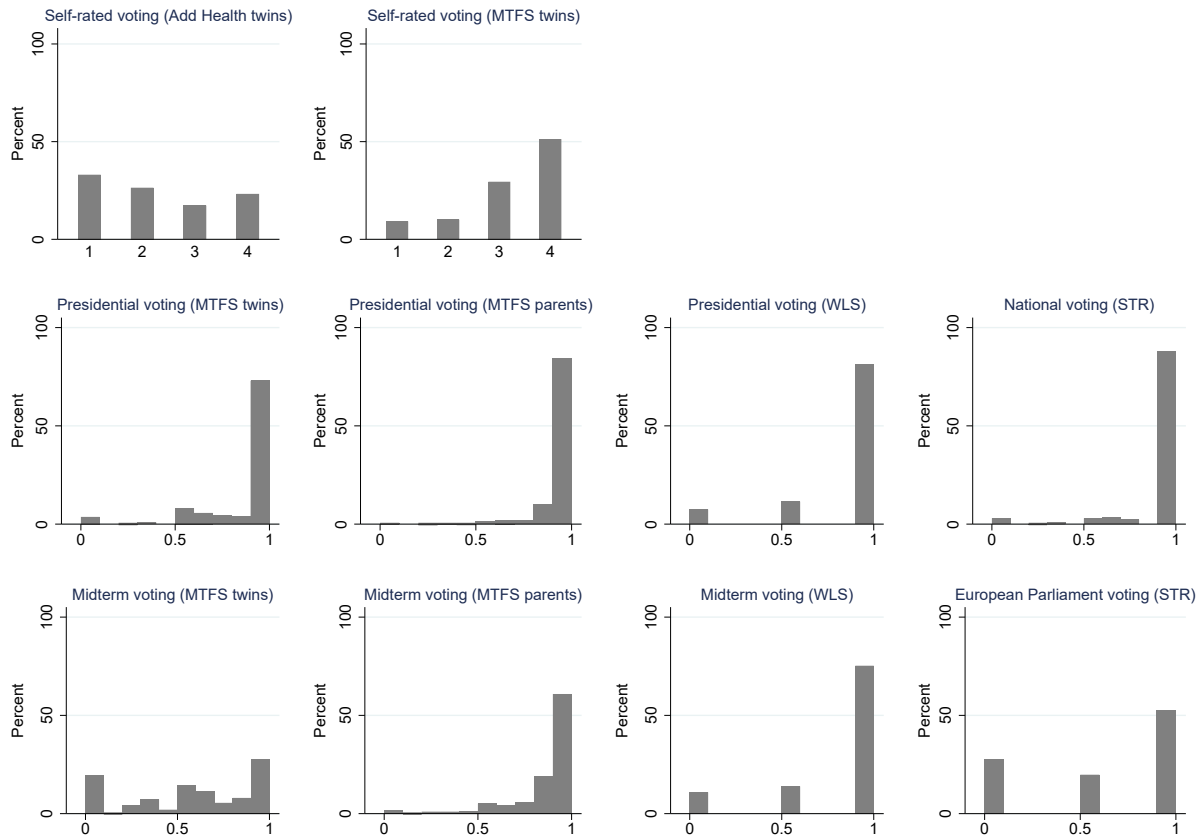 Self-rated voting (Add Health twins)
Percent
0
50
100
1 2 3 4
Self-rated voting (MTFS twins)
Percent
0
50
100
1 2 3 4
Presidential voting (MTFS twins)
Percent
0
50
100
0 0.5 1
Presidential voting (MTFS parents)
Percent
0
50
100
0 0.5 1
Presidential voting (WLS)
Percent
0
50
100
0 0.5 1
National voting (STR)
Percent
0
50
100
0 0.5 1
Midterm voting (MTFS twins)
Percent
0
50
100
0 0.5 1
Midterm voting (MTFS parents)
Percent
0
50
100
0 0.5 1
Midterm voting (WLS)
Percent
0
50
100
0 0.5 1
European Parliament voting (STR)
Percent
0
50
100
0 0.5 1